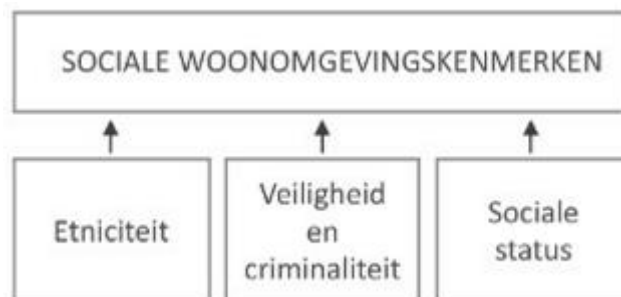 SOCIALE WOONOMGEVINGSKENMERKEN
Etniciteit
Veiligheid
en
criminaliteit
Sociale
status